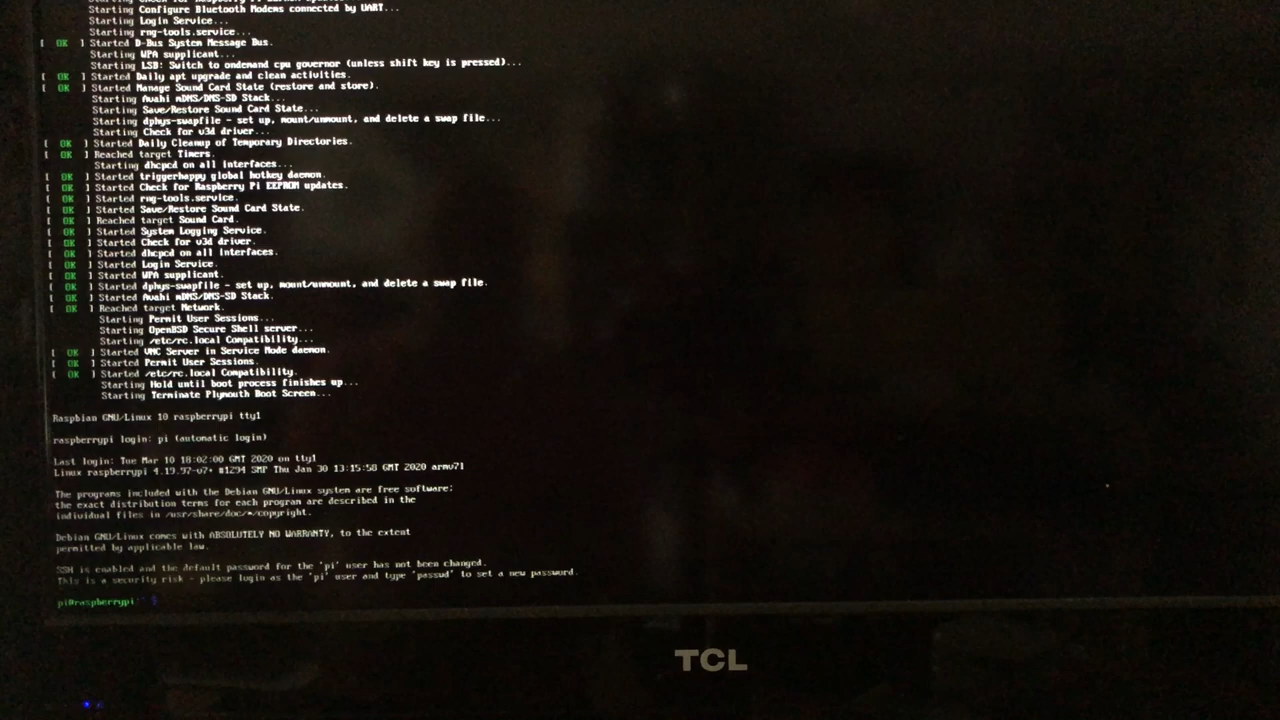 Starting Configure Bluetooth Modems connected by UART...
Starting Login Service...
Starting rng-tools.service...
[ OK ] Started D-Bus System Message Bus.
Starting WPA supplicant...
Starting LSB: Switch to ondemand cpu governor (unless shift key is pressed)...
[ OK ] Started Daily apt upgrade and clean activities.
[ OK ] Started Manage Sound Card State (restore and store).
Starting Avahi mDNS/DNS-SD Stack...
Starting Save/Restore Sound Card State...
Starting dphys-swapfile - set up, mount/unmount, and delete a swap file...
Starting Check for v3d driver...
[ OK ] Started Daily Cleanup of Temporary Directories.
[ OK ] Reached target Timers.
Starting dhcpcd on all interfaces...
[ OK ] Started triggerhappy global hotkey daemon.
[ OK ] Started Check for Raspberry Pi EEPROM updates.
[ OK ] Started rng-tools.service.
[ OK ] Started Save/Restore Sound Card State.
[ OK ] Reached target Sound Card.
[ OK ] Started System Logging Service.
[ OK ] Started Check for v3d driver.
[ OK ] Started dhcpcd on all interfaces.
[ OK ] Started Login Service.
[ OK ] Started WPA supplicant.
[ OK ] Started dphys-swapfile - set up, mount/unmount, and delete a swap file.
[ OK ] Started Avahi mDNS/DNS-SD Stack.
[ OK ] Reached target Network.
Starting Permit User Sessions...
Starting OpenBSD Secure Shell server...
Starting /etc/rc.local Compatibility...
[ OK ] Started VNC Server in Service Mode daemon.
[ OK ] Started Permit User Sessions.
[ OK ] Started /etc/rc.local Compatibility.
Starting Hold until boot process finishes up...
Starting Terminate Plymouth Boot Screen...
Raspbian GNU/Linux 10 raspberrypi tty1
raspberrypi login: pi (automatic login)
Last login: Tue Mar 10 18:02:00 GMT 2020 on tty1
Linux raspberrypi 4.19.97-v7+ #1294 SMP Thu Jan 30 13:15:58 GMT 2020 armv7l
The programs included with the Debian GNU/Linux system are free software;
the exact distribution terms for each program are described in the
individual files in /usr/share/doc/*/copyright.
Debian GNU/Linux comes with ABSOLUTELY NO WARRANTY, to the extent
permitted by applicable law.
SSH is enabled and the default password for the 'pi' user has not been changed.
This is a security risk - please login as the 'pi' user and type 'passwd' to set a new password.
pi@raspberrypi:~ $
TCL